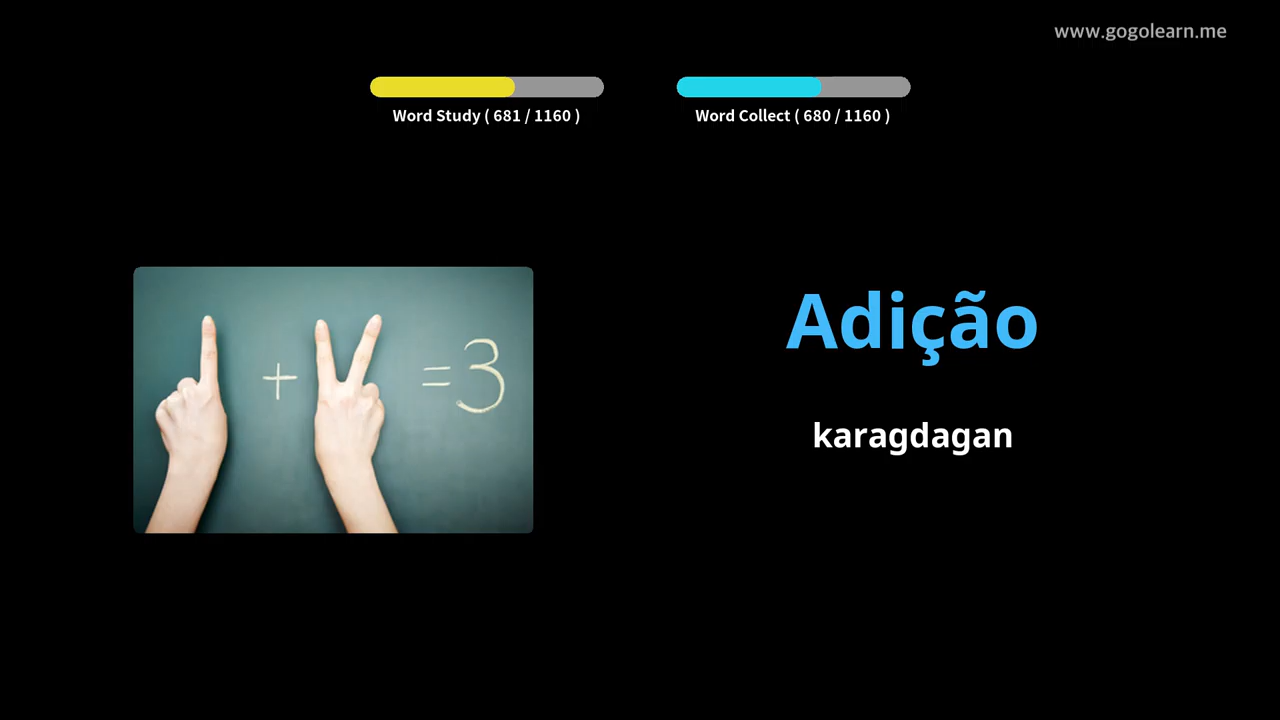 www.gogolearn.me
Word Study ( 681 / 1160 )
Word Collect ( 680 / 1160 )
+ = 3
Adição
karagdagan